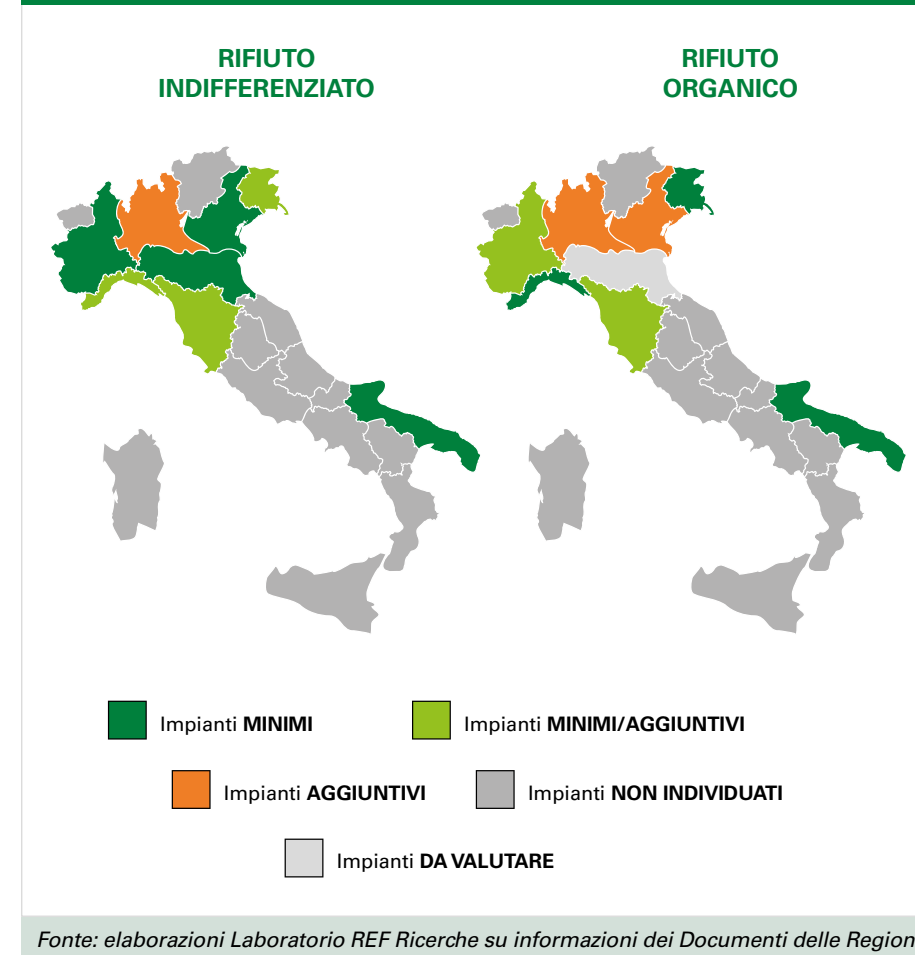 RIFIUTO
INDIFFERENZIATO
RIFIUTO
ORGANICO
Impianti MINIMI
Impianti MINIMI/AGGIUNTIVI
Impianti AGGIUNTIVI
Impianti NON INDIVIDUATI
Impianti DA VALUTARE
Fonte: elaborazioni Laboratorio REF Ricerche su informazioni dei Documenti delle Region